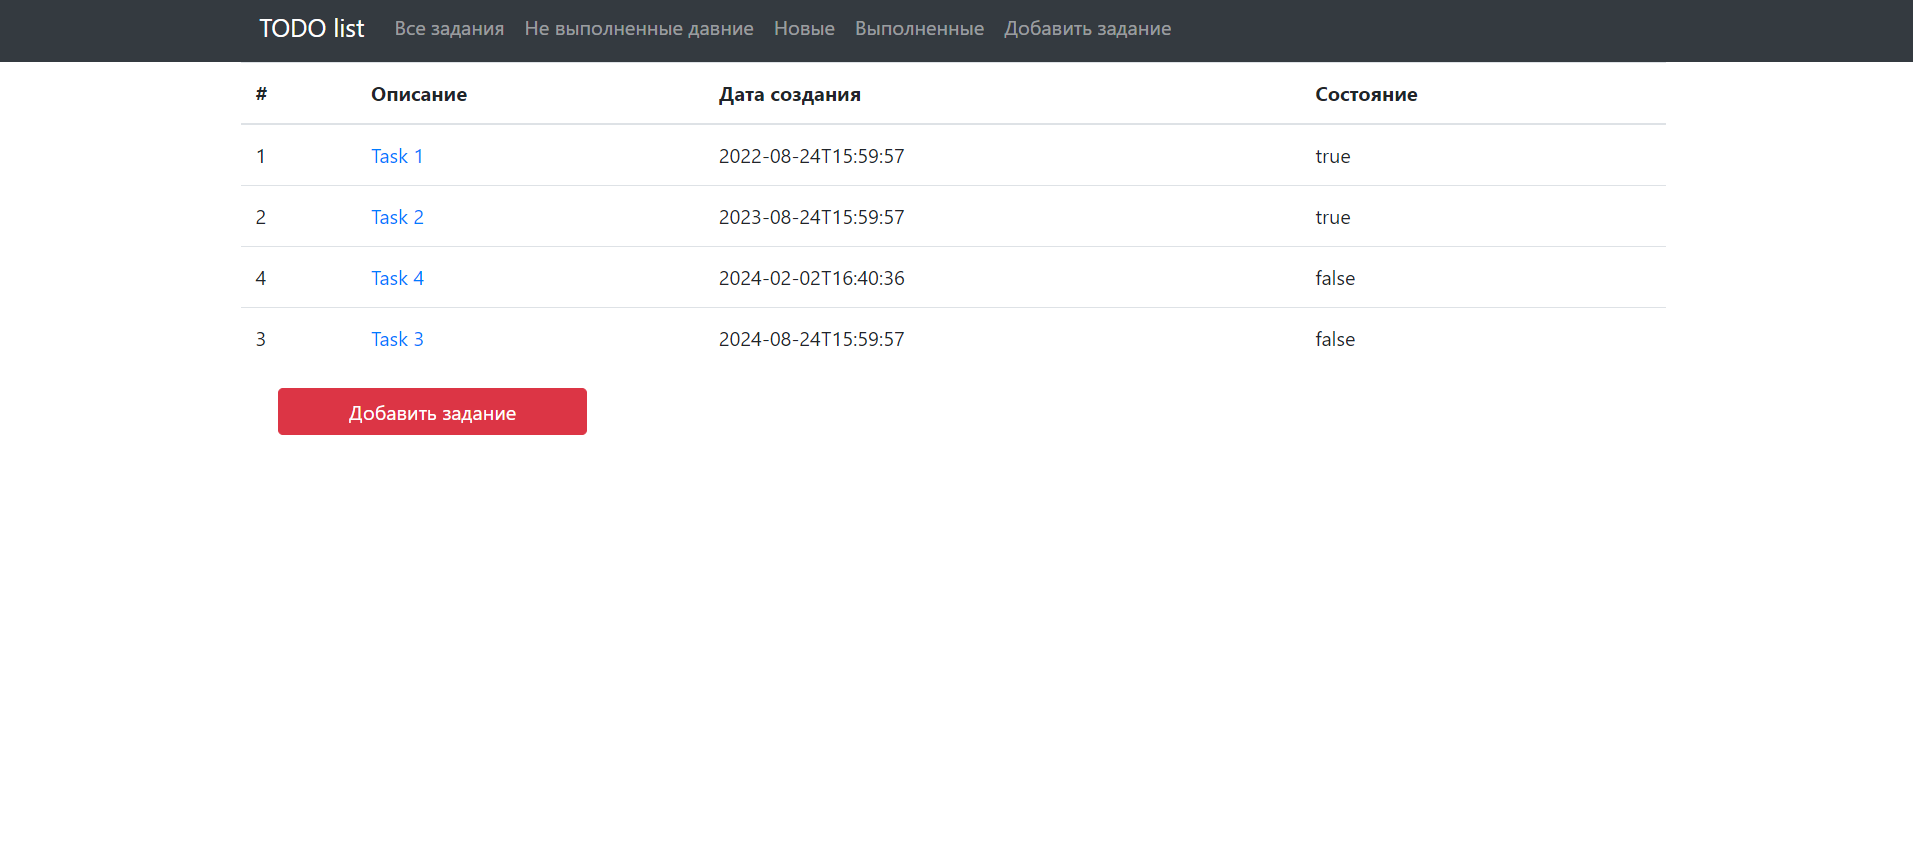 TODO list Все задания Не выполненные давние Новые Выполненные Добавить задание
# Описание Дата создания Состояние
1 Task 1 2022-08-24T15:59:57 true
2 Task 2 2023-08-24T15:59:57 true
4 Task 4 2024-02-02T16:40:36 false
3 Task 3 2024-08-24T15:59:57 false
Добавить задание